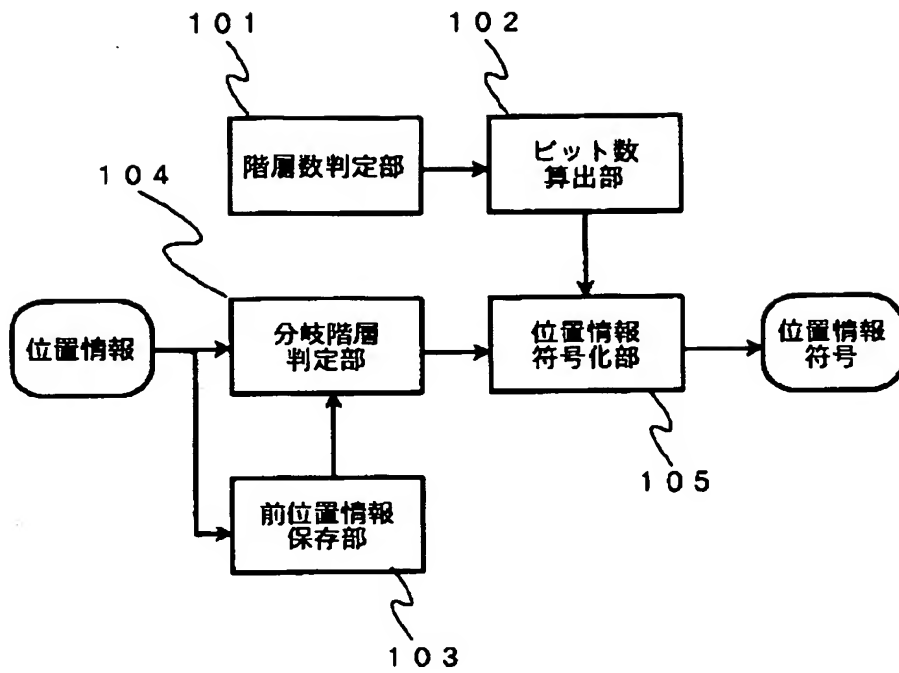 １０１
１０２
階層数判定部
ビット数
算出部
１０４
位置情報
分岐階層
判定部
位置情報
符号化部
位置情報
符号
１０５
前位置情報
保存部
１０３